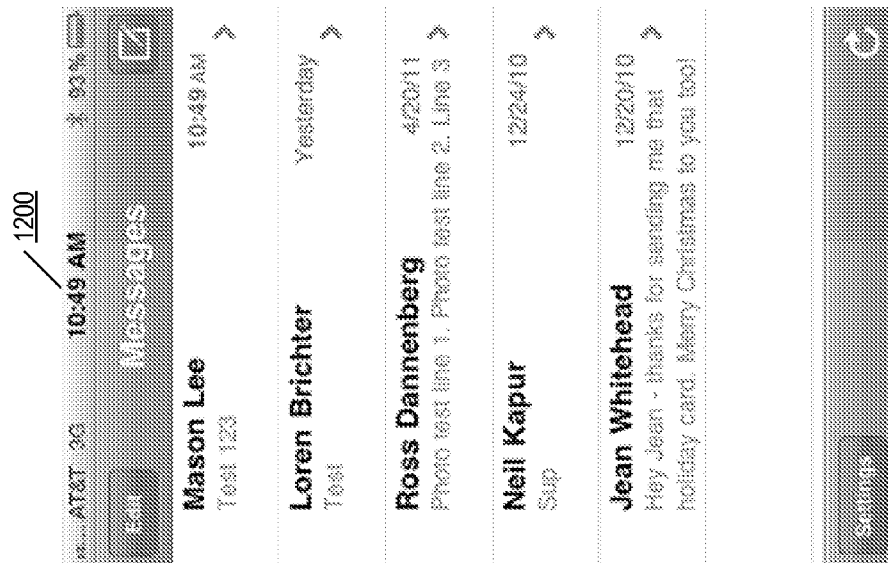 1200
AT&T 3G 10:49 AM 93%
Edit Messages
Mason Lee 10:49 AM
Test 123
Loren Brichter Yesterday
Test
Ross Dannenberg 4/20/11
Photo test line 1. Photo test line 2. Line 3
Neil Kapur 12/24/10
Sup
Jean Whitehead 12/20/10
Hey Jean - thanks for sending me that
holiday card. Merry Christmas to you too!
Settings